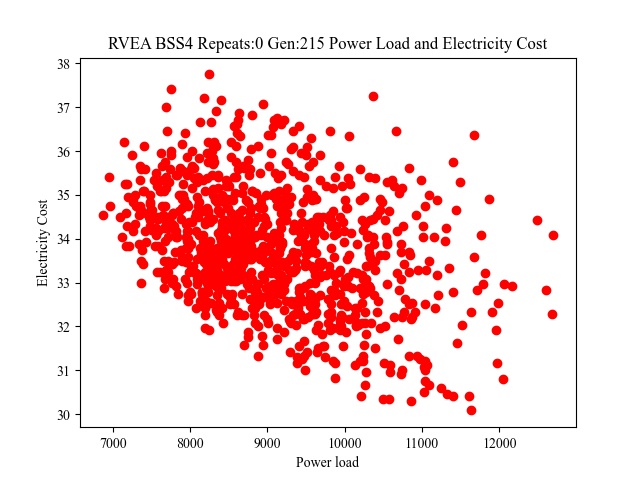 RVEA BSS4 Repeats:0 Gen:215 Power Load and Electricity Cost
38
37
36
35
34
33
32
31
30
Electricity Cost
7000 8000 9000 10000 11000 12000
Power load